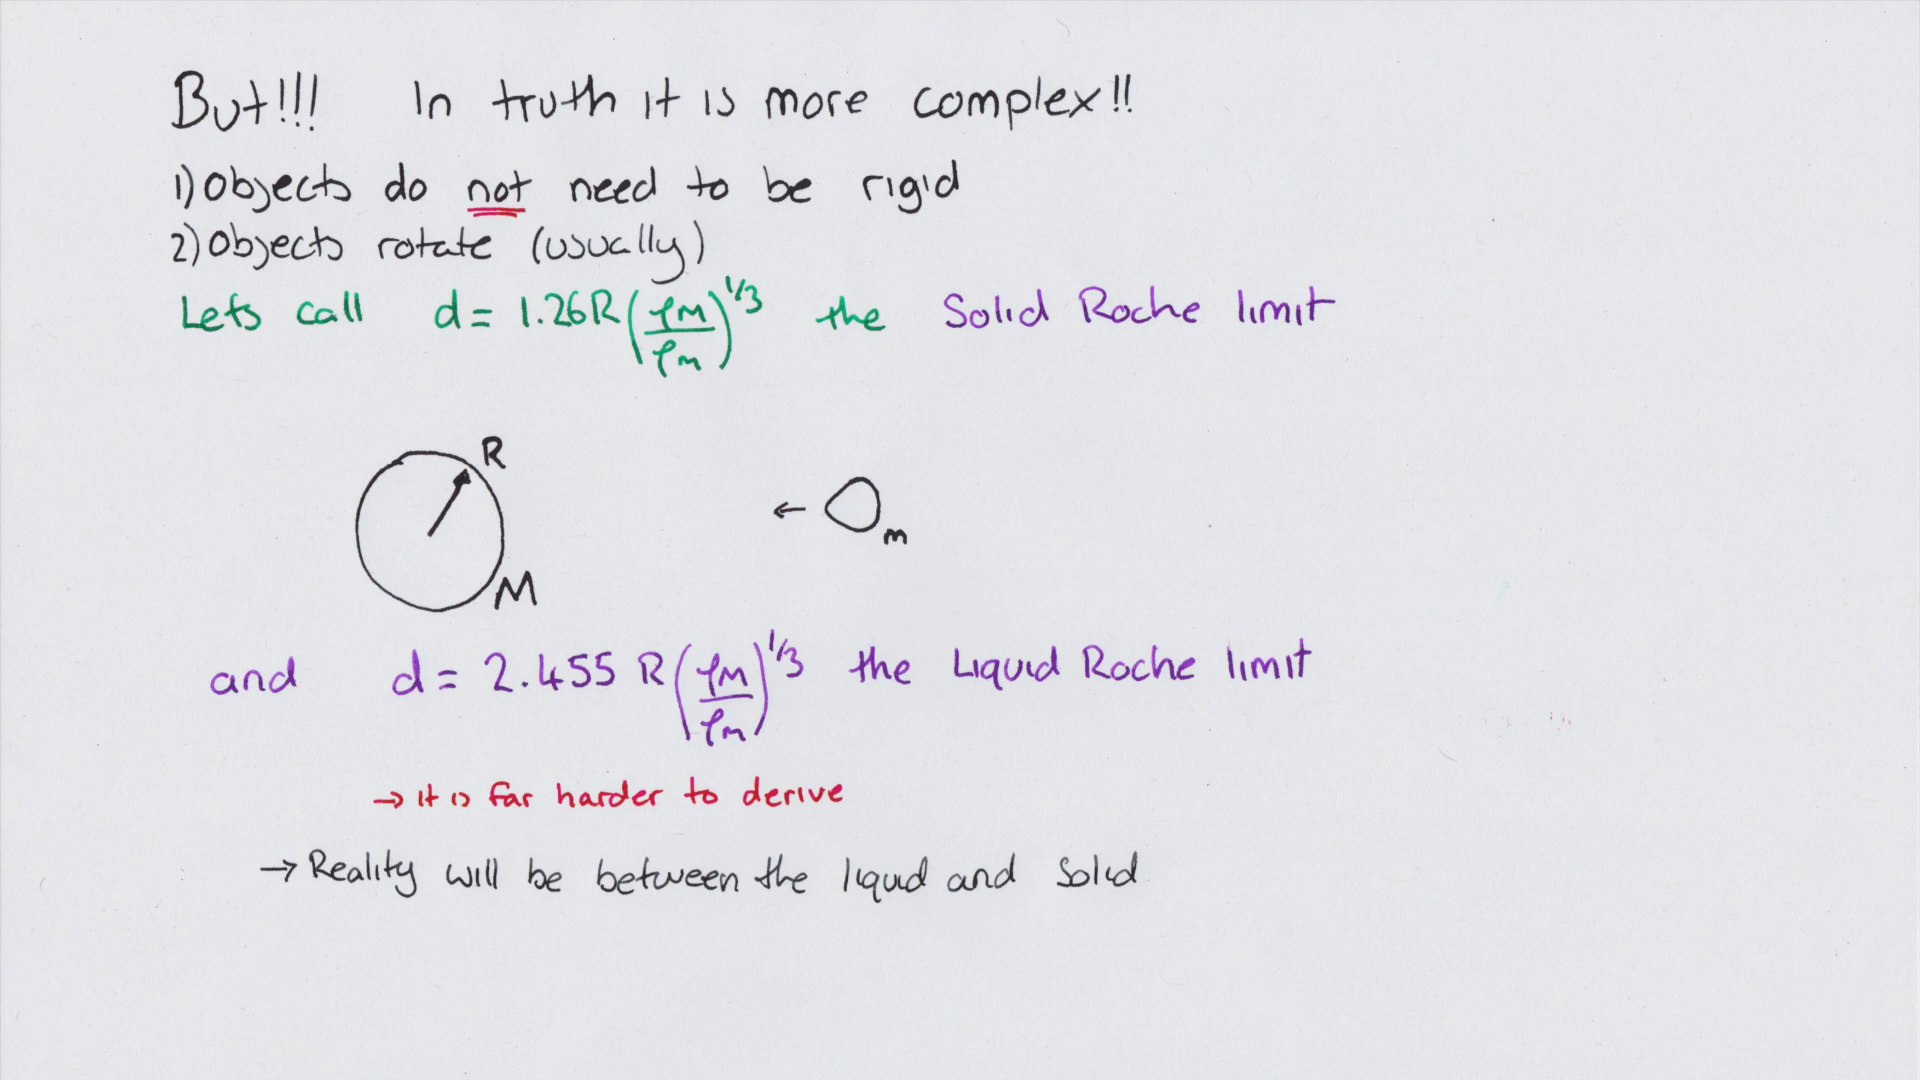 But!!! In truth it is more complex!!
1) Objects do not need to be rigid
2) Objects rotate (usually)
Lets call d = 1.26R(ρM/ρm)^1/3 the Solid Roche limit
R
m
M
and d = 2.455 R(ρM/ρm)^1/3 the Liquid Roche limit
→ it is far harder to derive
→ Reality will be between the liquid and solid